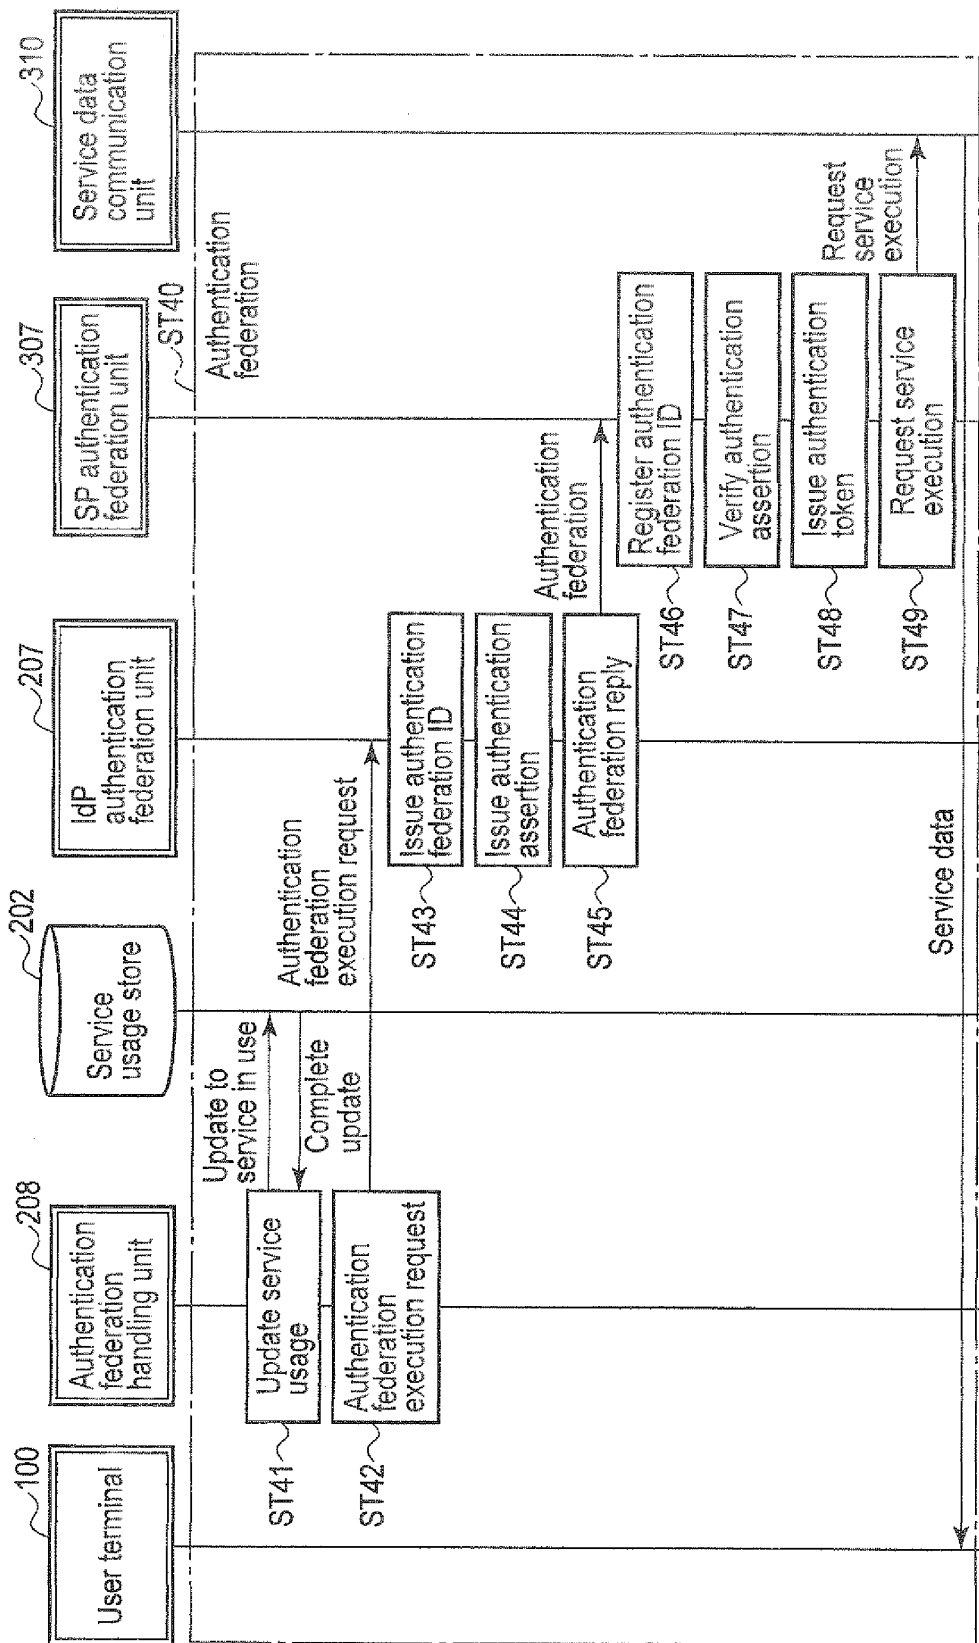 100
User terminal
208
Authentication
federation
handling unit
202
Service
usage store
207
IdP
authentication
federation unit
307
SP authentication
federation unit
310
Service data
communication
unit
ST40
Authentication
federation
ST41
Update service
usage
Update to
service in use
Complete
update
ST42
Authentication
federation
execution request
Authentication
federation
execution request
ST43
Issue authentication
federation ID
ST44
Issue authentication
assertion
ST45
Authentication
federation reply
Authentication
federation
ST46
Register authentication
federation ID
ST47
Verify authentication
assertion
ST48
Issue authentication
token
ST49
Request service
execution
Request
service
execution
Service data